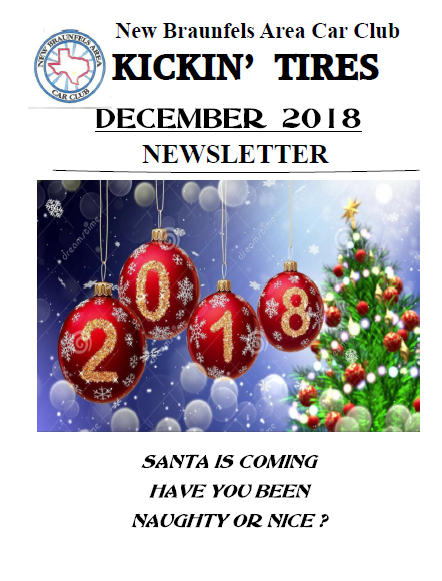 New Braunfels Area Car Club
NEW BRAUNFELS AREA
CAR CLUB
KICKIN' TIRES
DECEMBER 2018
NEWSLETTER
2 0 1 8
dreamstime
dreamstime
SANTA IS COMING
HAVE YOU BEEN
NAUGHTY OR NICE ?